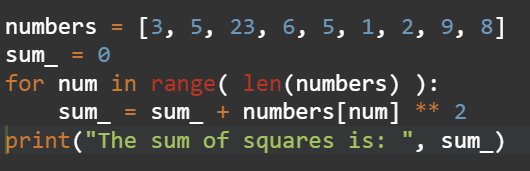 numbers = [3, 5, 23, 6, 5, 1, 2, 9, 8]
sum_ = 0
for num in range( len(numbers) ):
    sum_ = sum_ + numbers[num] ** 2
print("The sum of squares is: ", sum_)